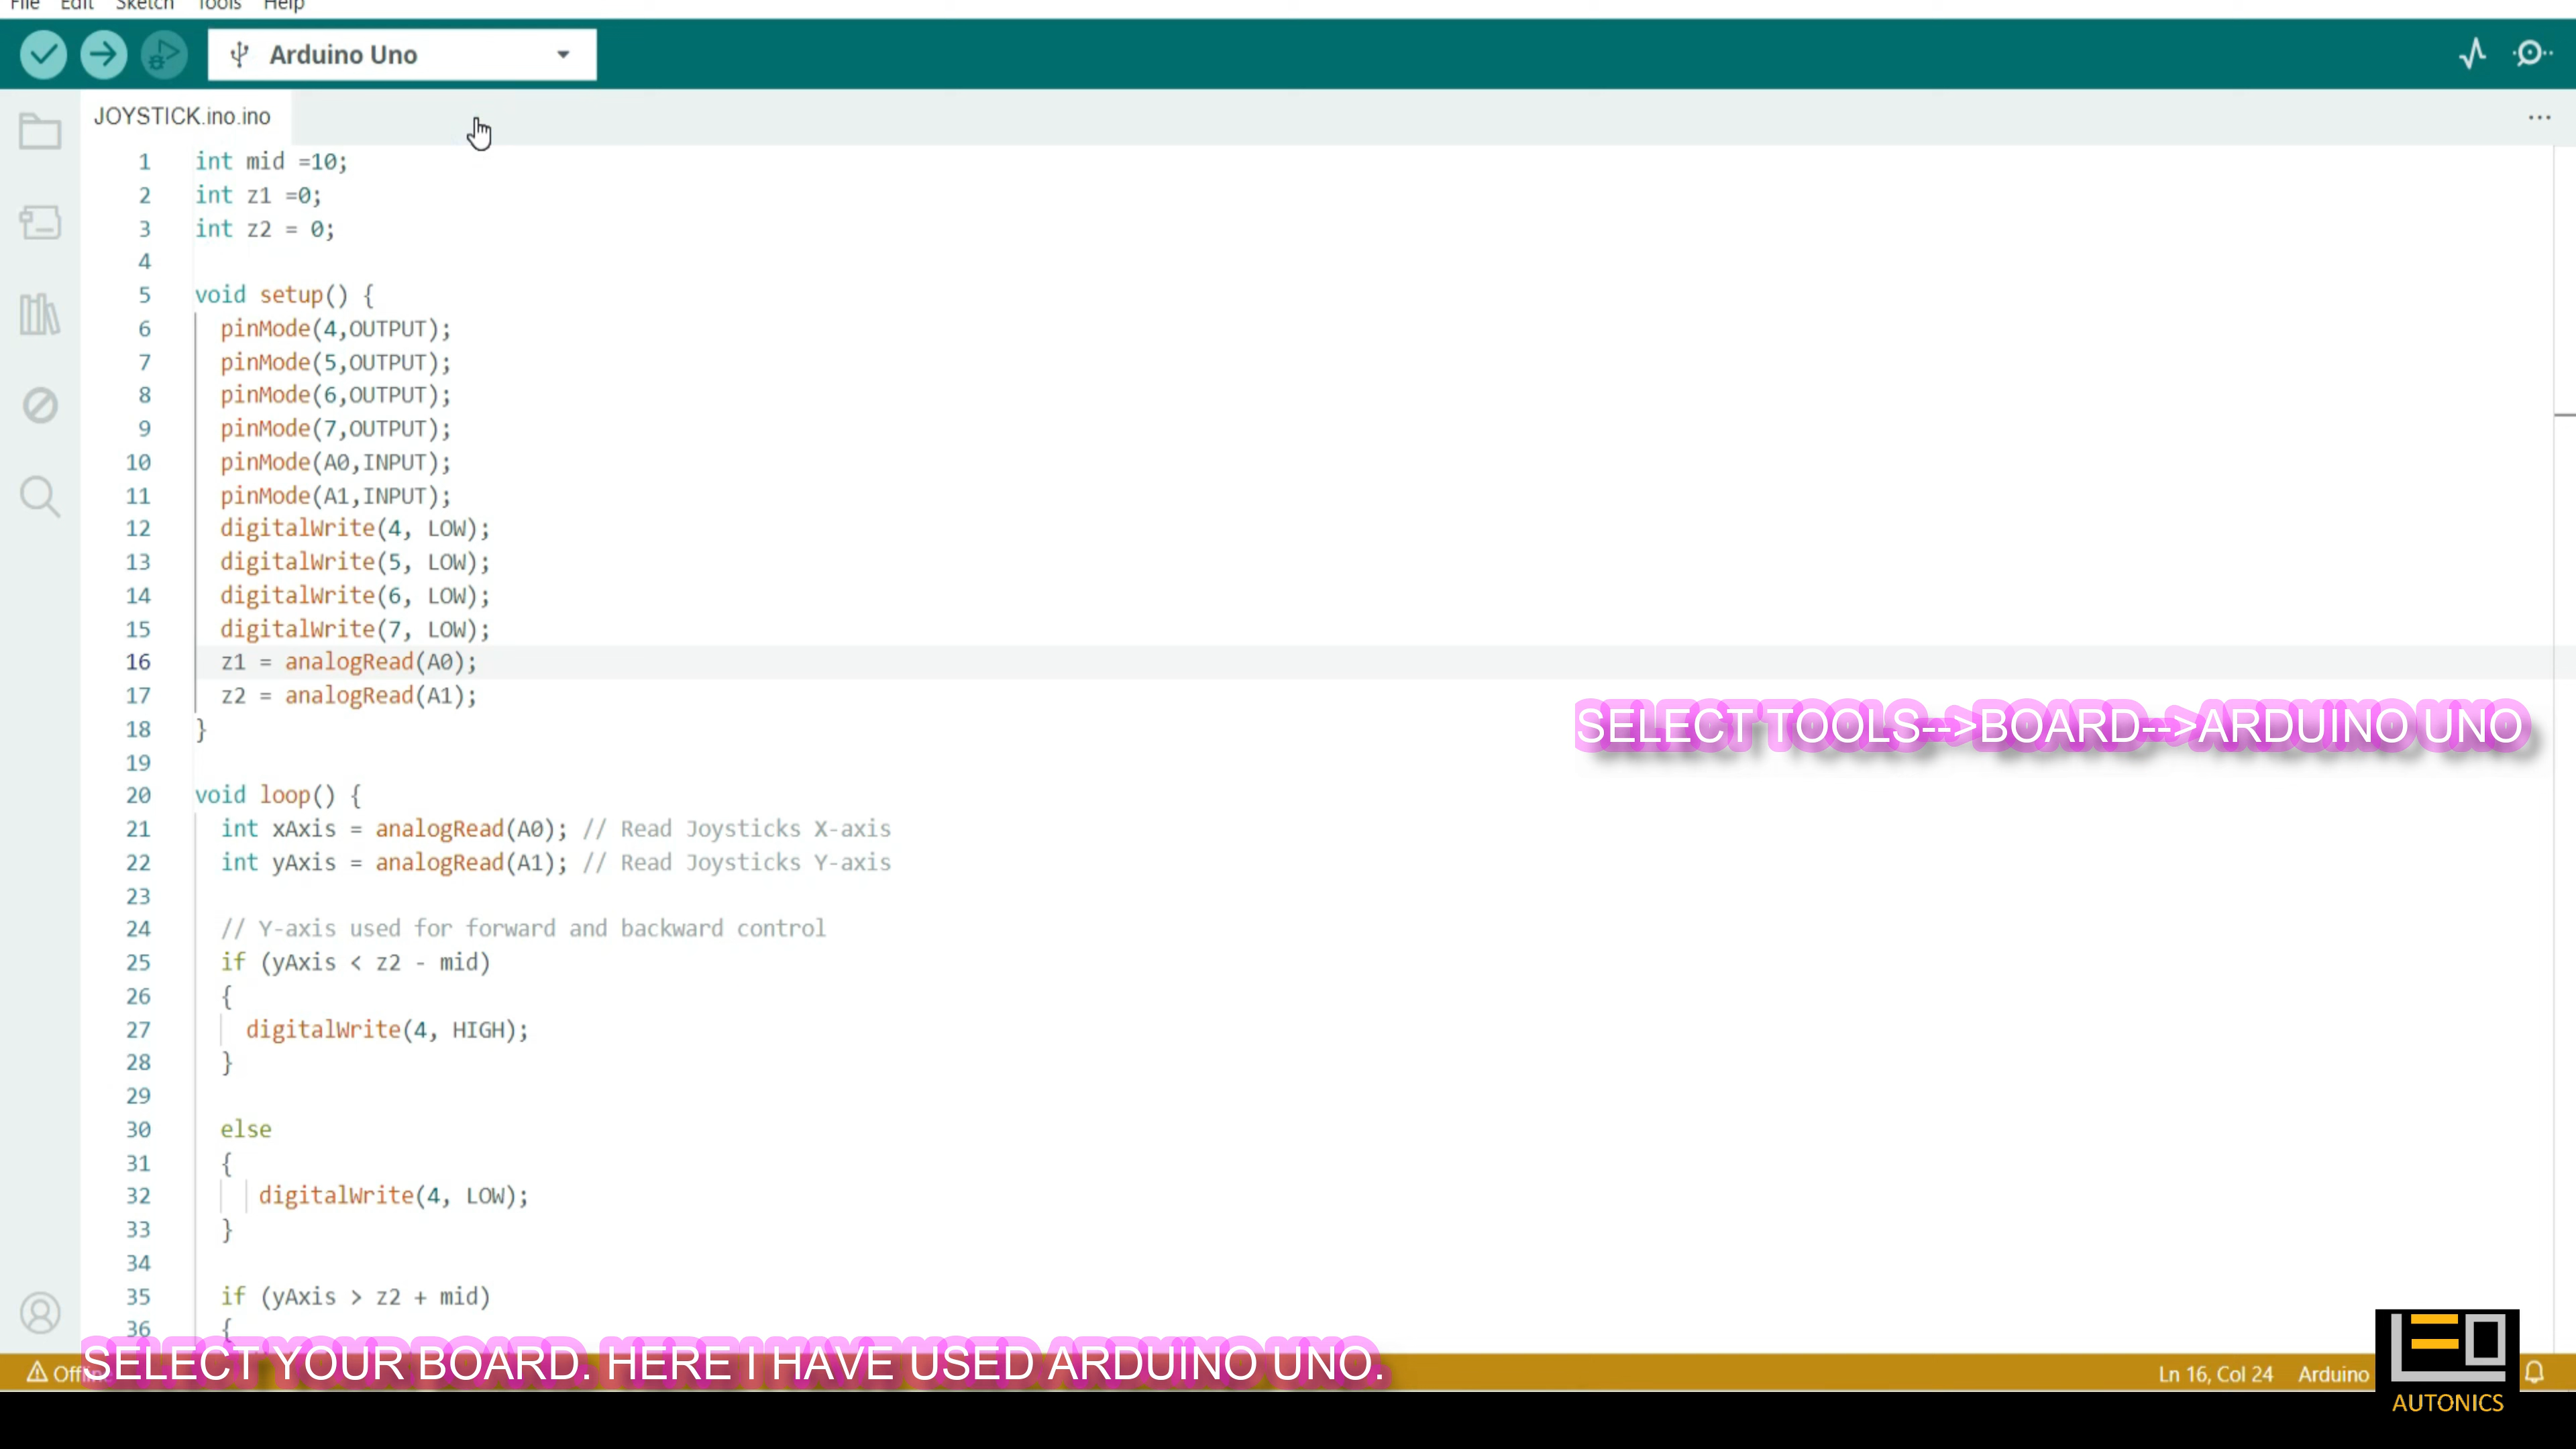 File Edit Sketch Tools Help
Arduino Uno
JOYSTICK.ino.ino
...
1 int mid =10;
2 int z1 =0;
3 int z2 = 0;
4
5 void setup() {
6 pinMode(4,OUTPUT);
7 pinMode(5,OUTPUT);
8 pinMode(6,OUTPUT);
9 pinMode(7,OUTPUT);
10 pinMode(A0,INPUT);
11 pinMode(A1,INPUT);
12 digitalWrite(4, LOW);
13 digitalWrite(5, LOW);
14 digitalWrite(6, LOW);
15 digitalWrite(7, LOW);
16 z1 = analogRead(A0);
17 z2 = analogRead(A1);
SELECT TOOLS-->BOARD-->ARDUINO UNO
18 }
19
20 void loop() {
21 int xAxis = analogRead(A0); // Read Joysticks X-axis
22 int yAxis = analogRead(A1); // Read Joysticks Y-axis
23
24 // Y-axis used for forward and backward control
25 if (yAxis < z2 - mid)
26 {
27 digitalWrite(4, HIGH);
28 }
29
30 else
31 {
32 digitalWrite(4, LOW);
33 }
34
35 if (yAxis > z2 + mid)
36 {
SELECT YOUR BOARD. HERE I HAVE USED ARDUINO UNO.
Ln 16, Col 24 Arduino
AUTONICS